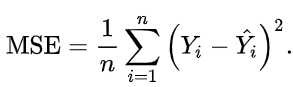 MSE = \frac{1}{n} \sum_{i=1}^{n} \left( Y_i - \hat{Y}_i \right)^2.